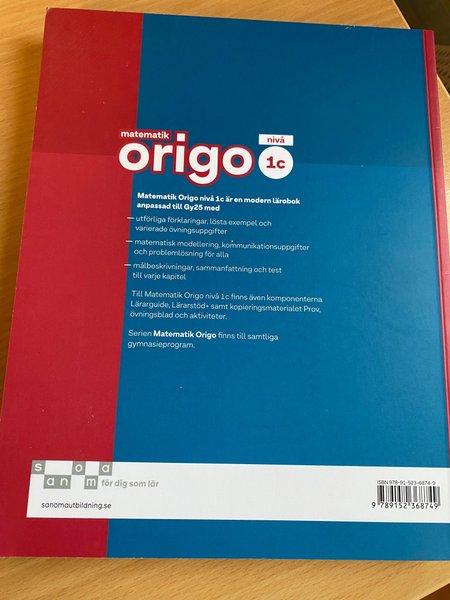 matematik
origo
nivå
1c
Matematik Origo nivå 1c är en modern lärobok
anpassad till Gy25 med
— utförliga förklaringar, lösta exempel och
varierade övningsuppgifter
— matematisk modellering, kommunikationsuppgifter
och problemlösning för alla
— målbeskrivningar, sammanfattning och test
till varje kapitel
Till Matematik Origo nivå 1c finns även komponenterna
Lärarguide, Lärarstöd+ samt kopieringsmaterialet Prov,
övningsblad och aktiviteter.
Serien Matematik Origo finns till samtliga
gymnasieprogram.
s oa
an m
för dig som lär
sanomautbildning.se
ISBN 978-91-523-6874-9
9 789152 368749